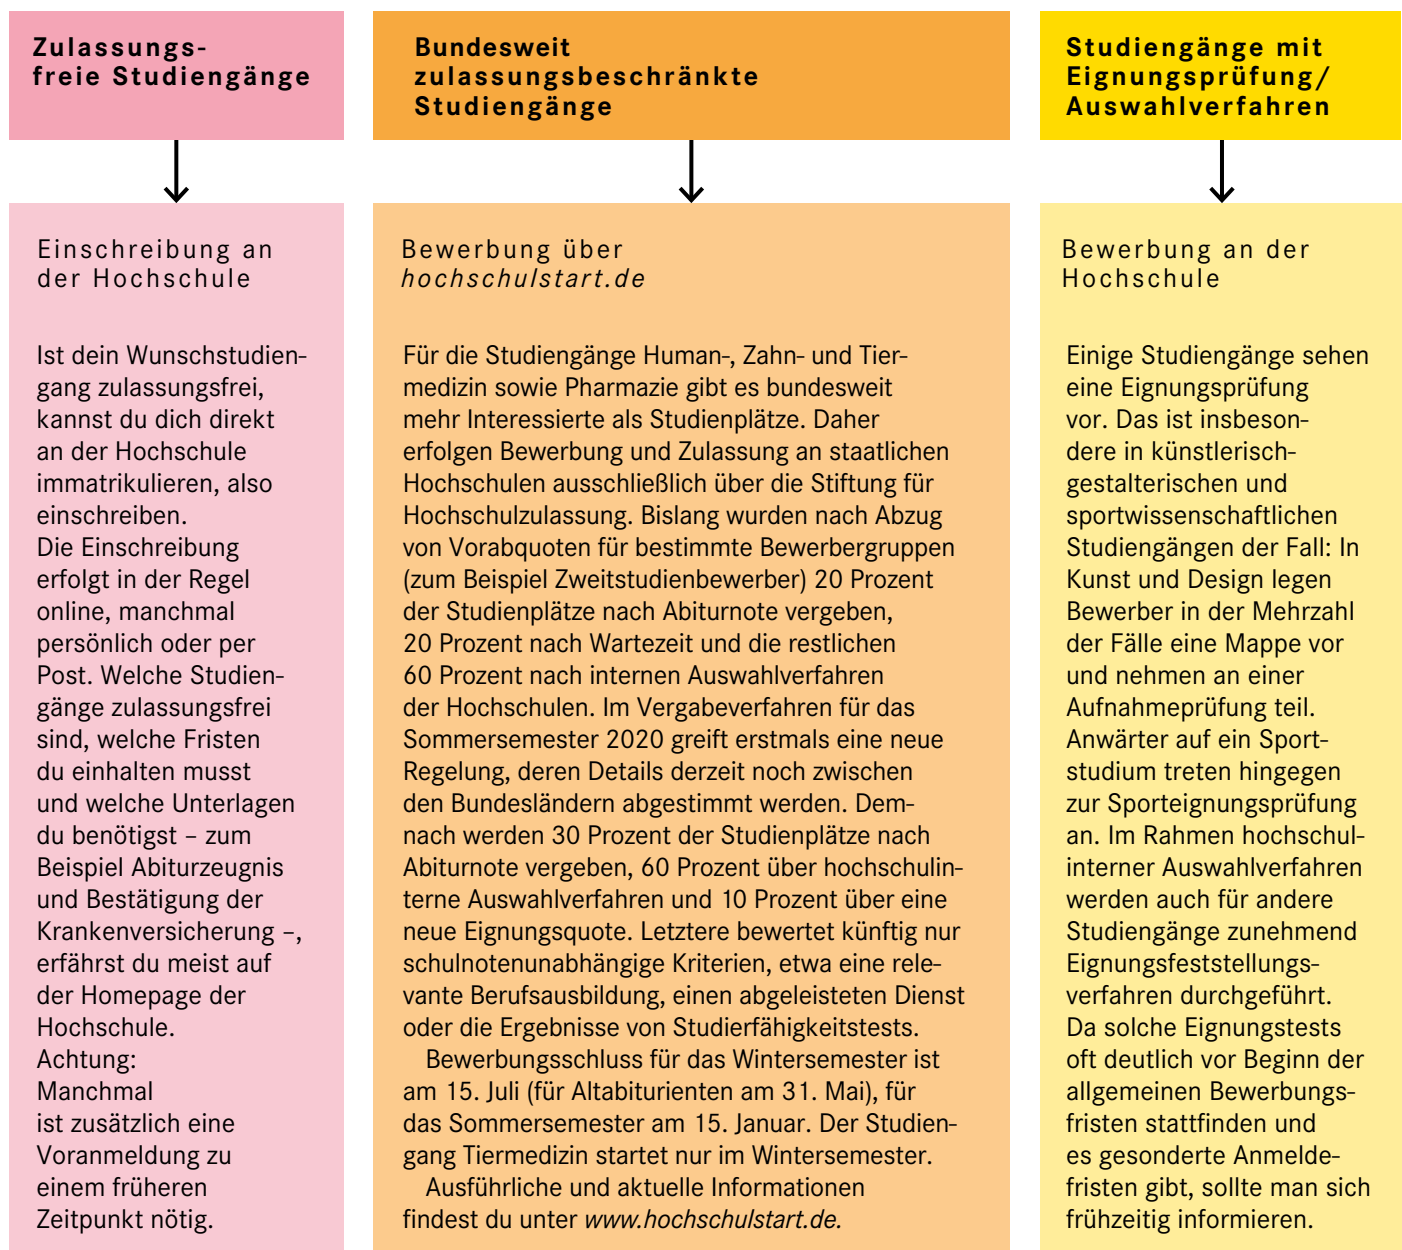 Zulassungs-
freie Studiengänge
Einschreibung an
der Hochschule
Ist dein Wunschstudien-
gang zulassungsfrei,
kannst du dich direkt
an der Hochschule
immatrikulieren, also
einschreiben.
Die Einschreibung
erfolgt in der Regel
online, manchmal
persönlich oder per
Post. Welche Studien-
gänge zulassungsfrei
sind, welche Fristen
du einhalten musst
und welche Unterlagen
du benötigst – zum
Beispiel Abiturzeugnis
und Bestätigung der
Krankenversicherung –,
erfährst du meist auf
der Homepage der
Hochschule.
Achtung:
Manchmal
ist zusätzlich eine
Voranmeldung zu
einem früheren
Zeitpunkt nötig.
Bundesweit
zulassungsbeschränkte
Studiengänge
Bewerbung über
hochschulstart.de
Für die Studiengänge Human-, Zahn- und Tier-
medizin sowie Pharmazie gibt es bundesweit
mehr Interessierte als Studienplätze. Daher
erfolgen Bewerbung und Zulassung an staatlichen
Hochschulen ausschließlich über die Stiftung für
Hochschulzulassung. Bislang wurden nach Abzug
von Vorabquoten für bestimmte Bewerbergruppen
(zum Beispiel Zweitstudienbewerber) 20 Prozent
der Studienplätze nach Abiturnote vergeben,
20 Prozent nach Wartezeit und die restlichen
60 Prozent nach internen Auswahlverfahren
der Hochschulen. Im Vergabeverfahren für das
Sommersemester 2020 greift erstmals eine neue
Regelung, deren Details derzeit noch zwischen
den Bundesländern abgestimmt werden. Dem-
nach werden 30 Prozent der Studienplätze nach
Abiturnote vergeben, 60 Prozent über hochschulin-
terne Auswahlverfahren und 10 Prozent über eine
neue Eignungsquote. Letztere bewertet künftig nur
schulnotenunabhängige Kriterien, etwa eine rele-
vante Berufsausbildung, einen abgeleisteten Dienst
oder die Ergebnisse von Studierfähigkeitstests.
Bewerbungsschluss für das Wintersemester ist
am 15. Juli (für Altabiturienten am 31. Mai), für
das Sommersemester am 15. Januar. Der Studien-
gang Tiermedizin startet nur im Wintersemester.
Ausführliche und aktuelle Informationen
findest du unter www.hochschulstart.de.
Studiengänge mit
Eignungsprüfung/
Auswahlverfahren
Bewerbung an der
Hochschule
Einige Studiengänge sehen
eine Eignungsprüfung
vor. Das ist insbeson-
dere in künstlerisch-
gestalterischen und
sportwissenschaftlichen
Studiengängen der Fall: In
Kunst und Design legen
Bewerber in der Mehrzahl
der Fälle eine Mappe vor
und nehmen an einer
Aufnahmeprüfung teil.
Anwärter auf ein Sport-
studium treten hingegen
zur Sporteignungsprüfung
an. Im Rahmen hochschul-
interner Auswahlverfahren
werden auch für andere
Studiengänge zunehmend
Eignungsfeststellungs-
verfahren durchgeführt.
Da solche Eignungstests
oft deutlich vor Beginn der
allgemeinen Bewerbungs-
fristen stattfinden und
es gesonderte Anmelde-
fristen gibt, sollte man sich
frühzeitig informieren.